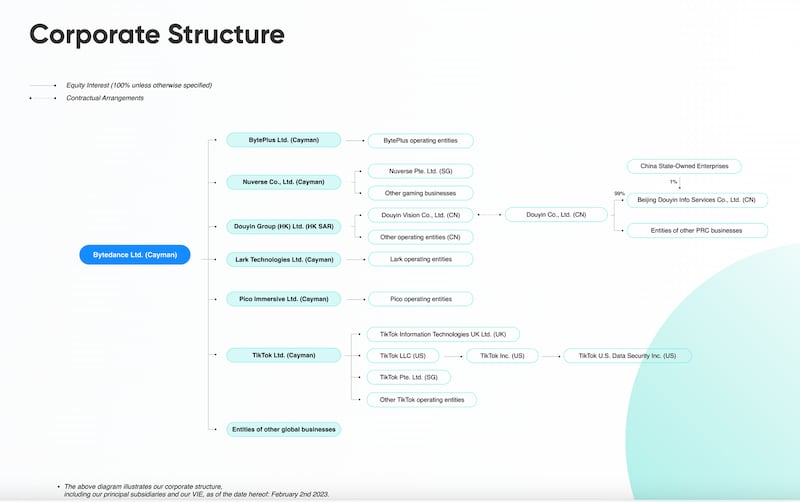 Corporate Structure
Equity Interest (100% unless otherwise specified)
Contractual Arrangements
Bytedance Ltd. (Cayman)
BytePlus Ltd. (Cayman)
BytePlus operating entities
Nuverse Co., Ltd. (Cayman)
Nuverse Pte. Ltd. (SG)
Other gaming businesses
Douyin Group (HK) Ltd. (HK SAR)
Douyin Vision Co., Ltd. (CN)
Other operating entities (CN)
Douyin Co., Ltd. (CN)
China State-Owned Enterprises
1%
99%
Beijing Douyin Info Services Co., Ltd. (CN)
Entities of other PRC businesses
Lark Technologies Ltd. (Cayman)
Lark operating entities
Pico Immersive Ltd. (Cayman)
Pico operating entities
TikTok Ltd. (Cayman)
TikTok Information Technologies UK Ltd. (UK)
TikTok LLC (US)
TikTok Inc. (US)
TikTok U.S. Data Security Inc. (US)
TikTok Pte. Ltd. (SG)
Other TikTok operating entities
Entities of other global businesses
• The above diagram illustrates our corporate structure,
including our principal subsidiaries and our VIE, as of the date hereof: February 2nd 2023.